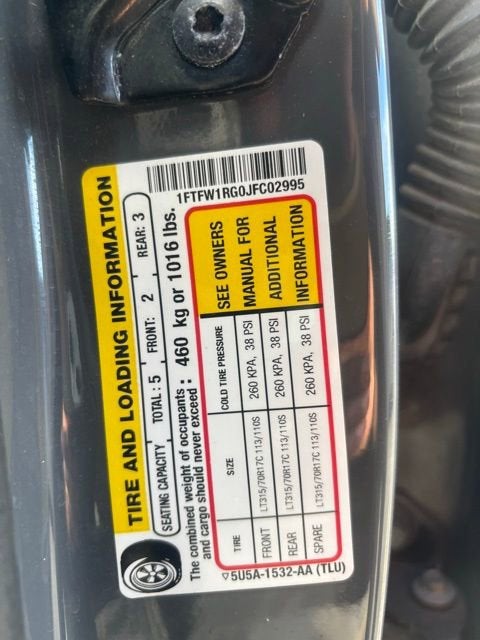 TIRE AND LOADING INFORMATION
SEATING CAPACITY TOTAL : 5 FRONT: 2 REAR: 3
The combined weight of occupants : 460 kg or 1016 lbs.
and cargo should never exceed :
1FTFW1RG0JFC02995
TIRE SIZE COLD TIRE PRESSURE
FRONT LT315/70R17C 113/110S 260 KPA, 38 PSI
REAR LT315/70R17C 113/110S 260 KPA, 38 PSI
SPARE LT315/70R17C 113/110S 260 KPA, 38 PSI
SEE OWNERS
MANUAL FOR
ADDITIONAL
INFORMATION
5U5A-1532-AA (TLU)